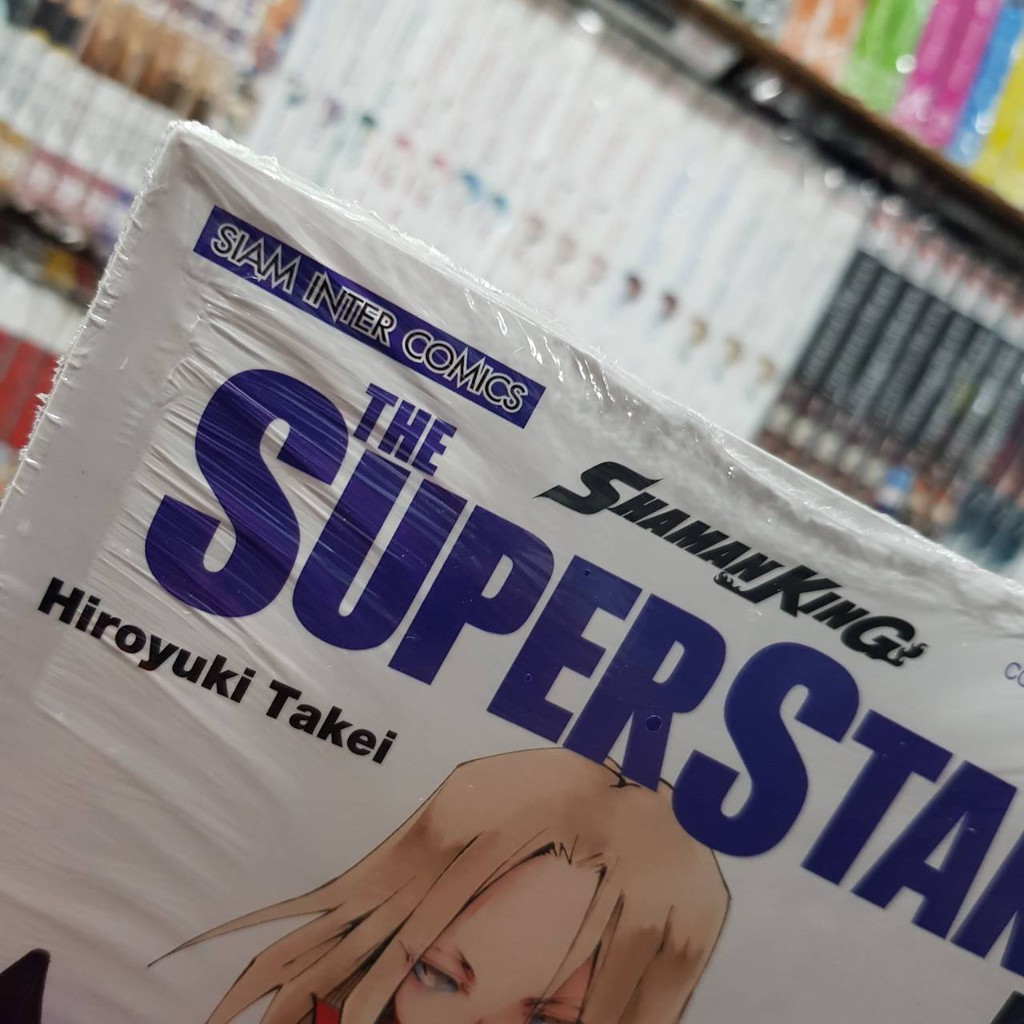 SIAM INTER COMICS
THE
SUPERSTAR
SHAMAN KING
Hiroyuki Takei